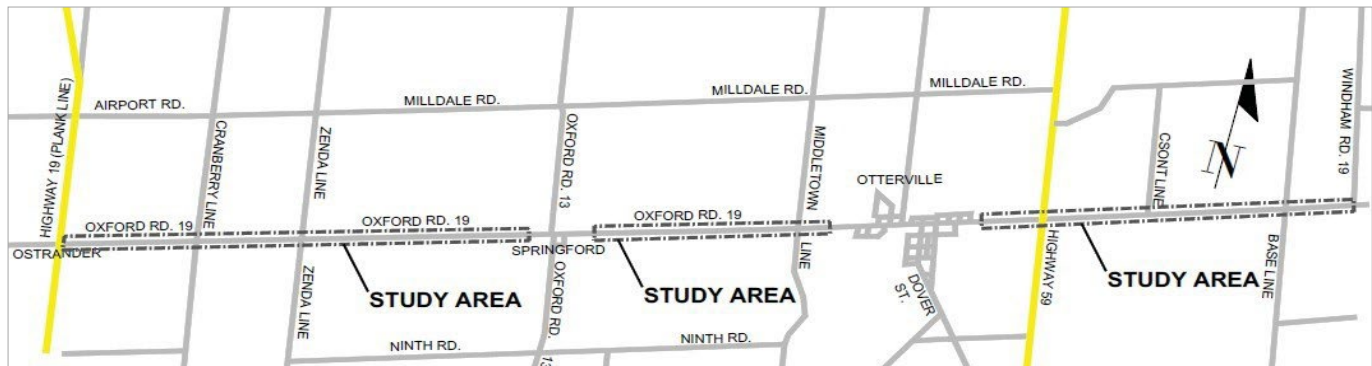 AIRPORT RD.
MILLDALE RD.
MILLDALE RD.
MILLDALE RD.
HIGHWAY 19 (PLANK LINE)
CRANBERRY LINE
ZENDA LINE
OXFORD RD. 13
MIDDLETOWN
LINE
OTTERVILLE
CSONT LINE
N
WINDHAM RD. 19
OXFORD RD. 19
OXFORD RD. 19
OXFORD RD. 19
OSTRANDER
SPRINGFORD
ZENDA LINE
OXFORD RD.
13
STUDY AREA
STUDY AREA
STUDY AREA
DOVER
ST.
HIGHWAY 59
BASE LINE
NINTH RD.
NINTH RD.